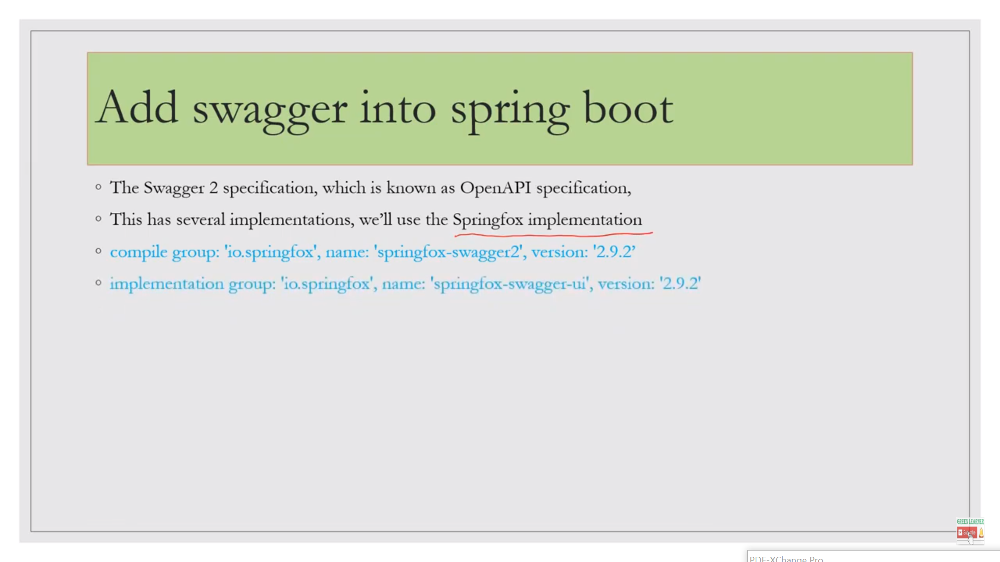 Add swagger into spring boot
The Swagger 2 specification, which is known as OpenAPI specification,
This has several implementations, we’ll use the Springfox implementation
compile group: 'io.springfox', name: 'springfox-swagger2', version: '2.9.2’
implementation group: 'io.springfox', name: 'springfox-swagger-ui', version: '2.9.2'
GREEN LEARNER
Subscribe
PDF-XChange Pro